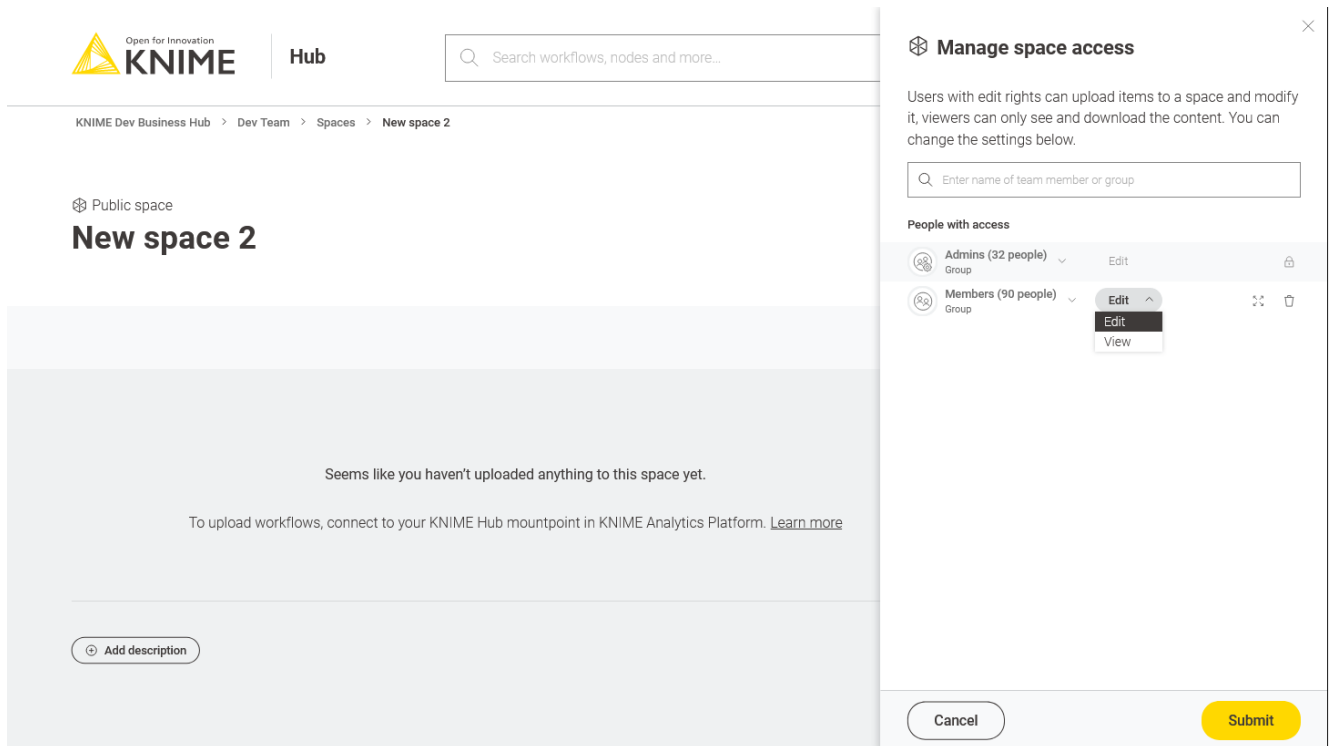 Open for Innovation
KNIME
Hub
Search workflows, nodes and more...
KNIME Dev Business Hub > Dev Team > Spaces > New space 2
Public space
New space 2
Seems like you haven’t uploaded anything to this space yet.
To upload workflows, connect to your KNIME Hub mountpoint in KNIME Analytics Platform. Learn more
Add description
Manage space access
Users with edit rights can upload items to a space and modify
it, viewers can only see and download the content. You can
change the settings below.
Enter name of team member or group
People with access
Admins (32 people) Edit
Group
Members (90 people) Edit
Group
Edit
View
Cancel Submit